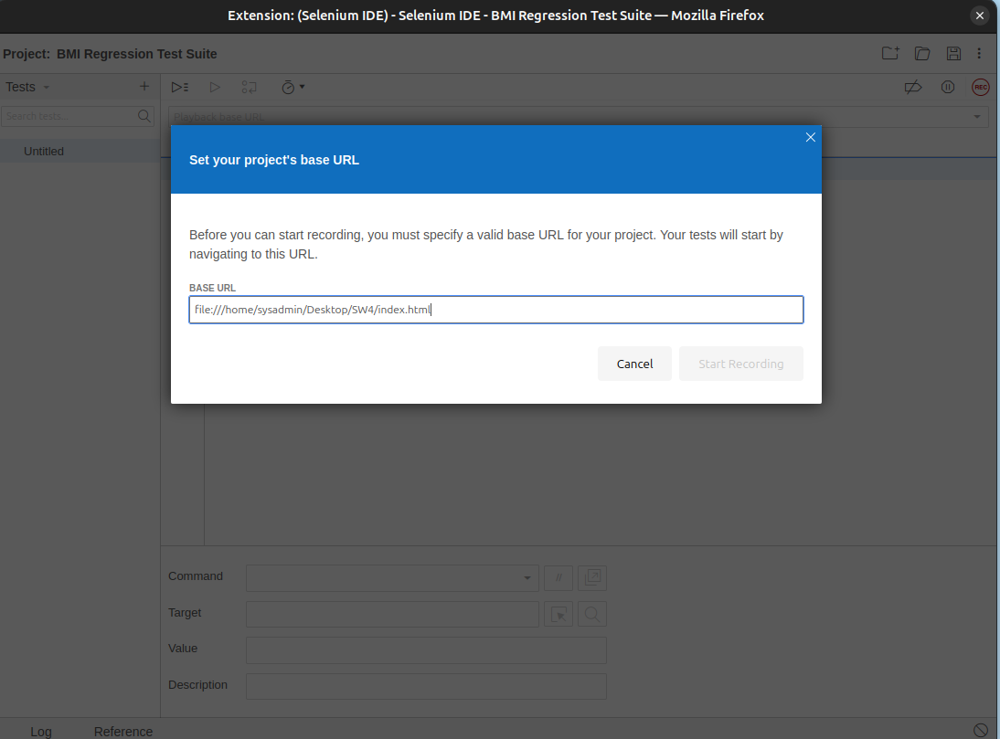 Extension: (Selenium IDE) - Selenium IDE - BMI Regression Test Suite — Mozilla Firefox
Project: BMI Regression Test Suite
Tests
REC
Search tests...
Playback base URL
Untitled
Set your project's base URL
Before you can start recording, you must specify a valid base URL for your project. Your tests will start by
navigating to this URL.
BASE URL
file:///home/sysadmin/Desktop/SW4/index.html
Cancel
Start Recording
Command
//
Target
Value
Description
Log
Reference